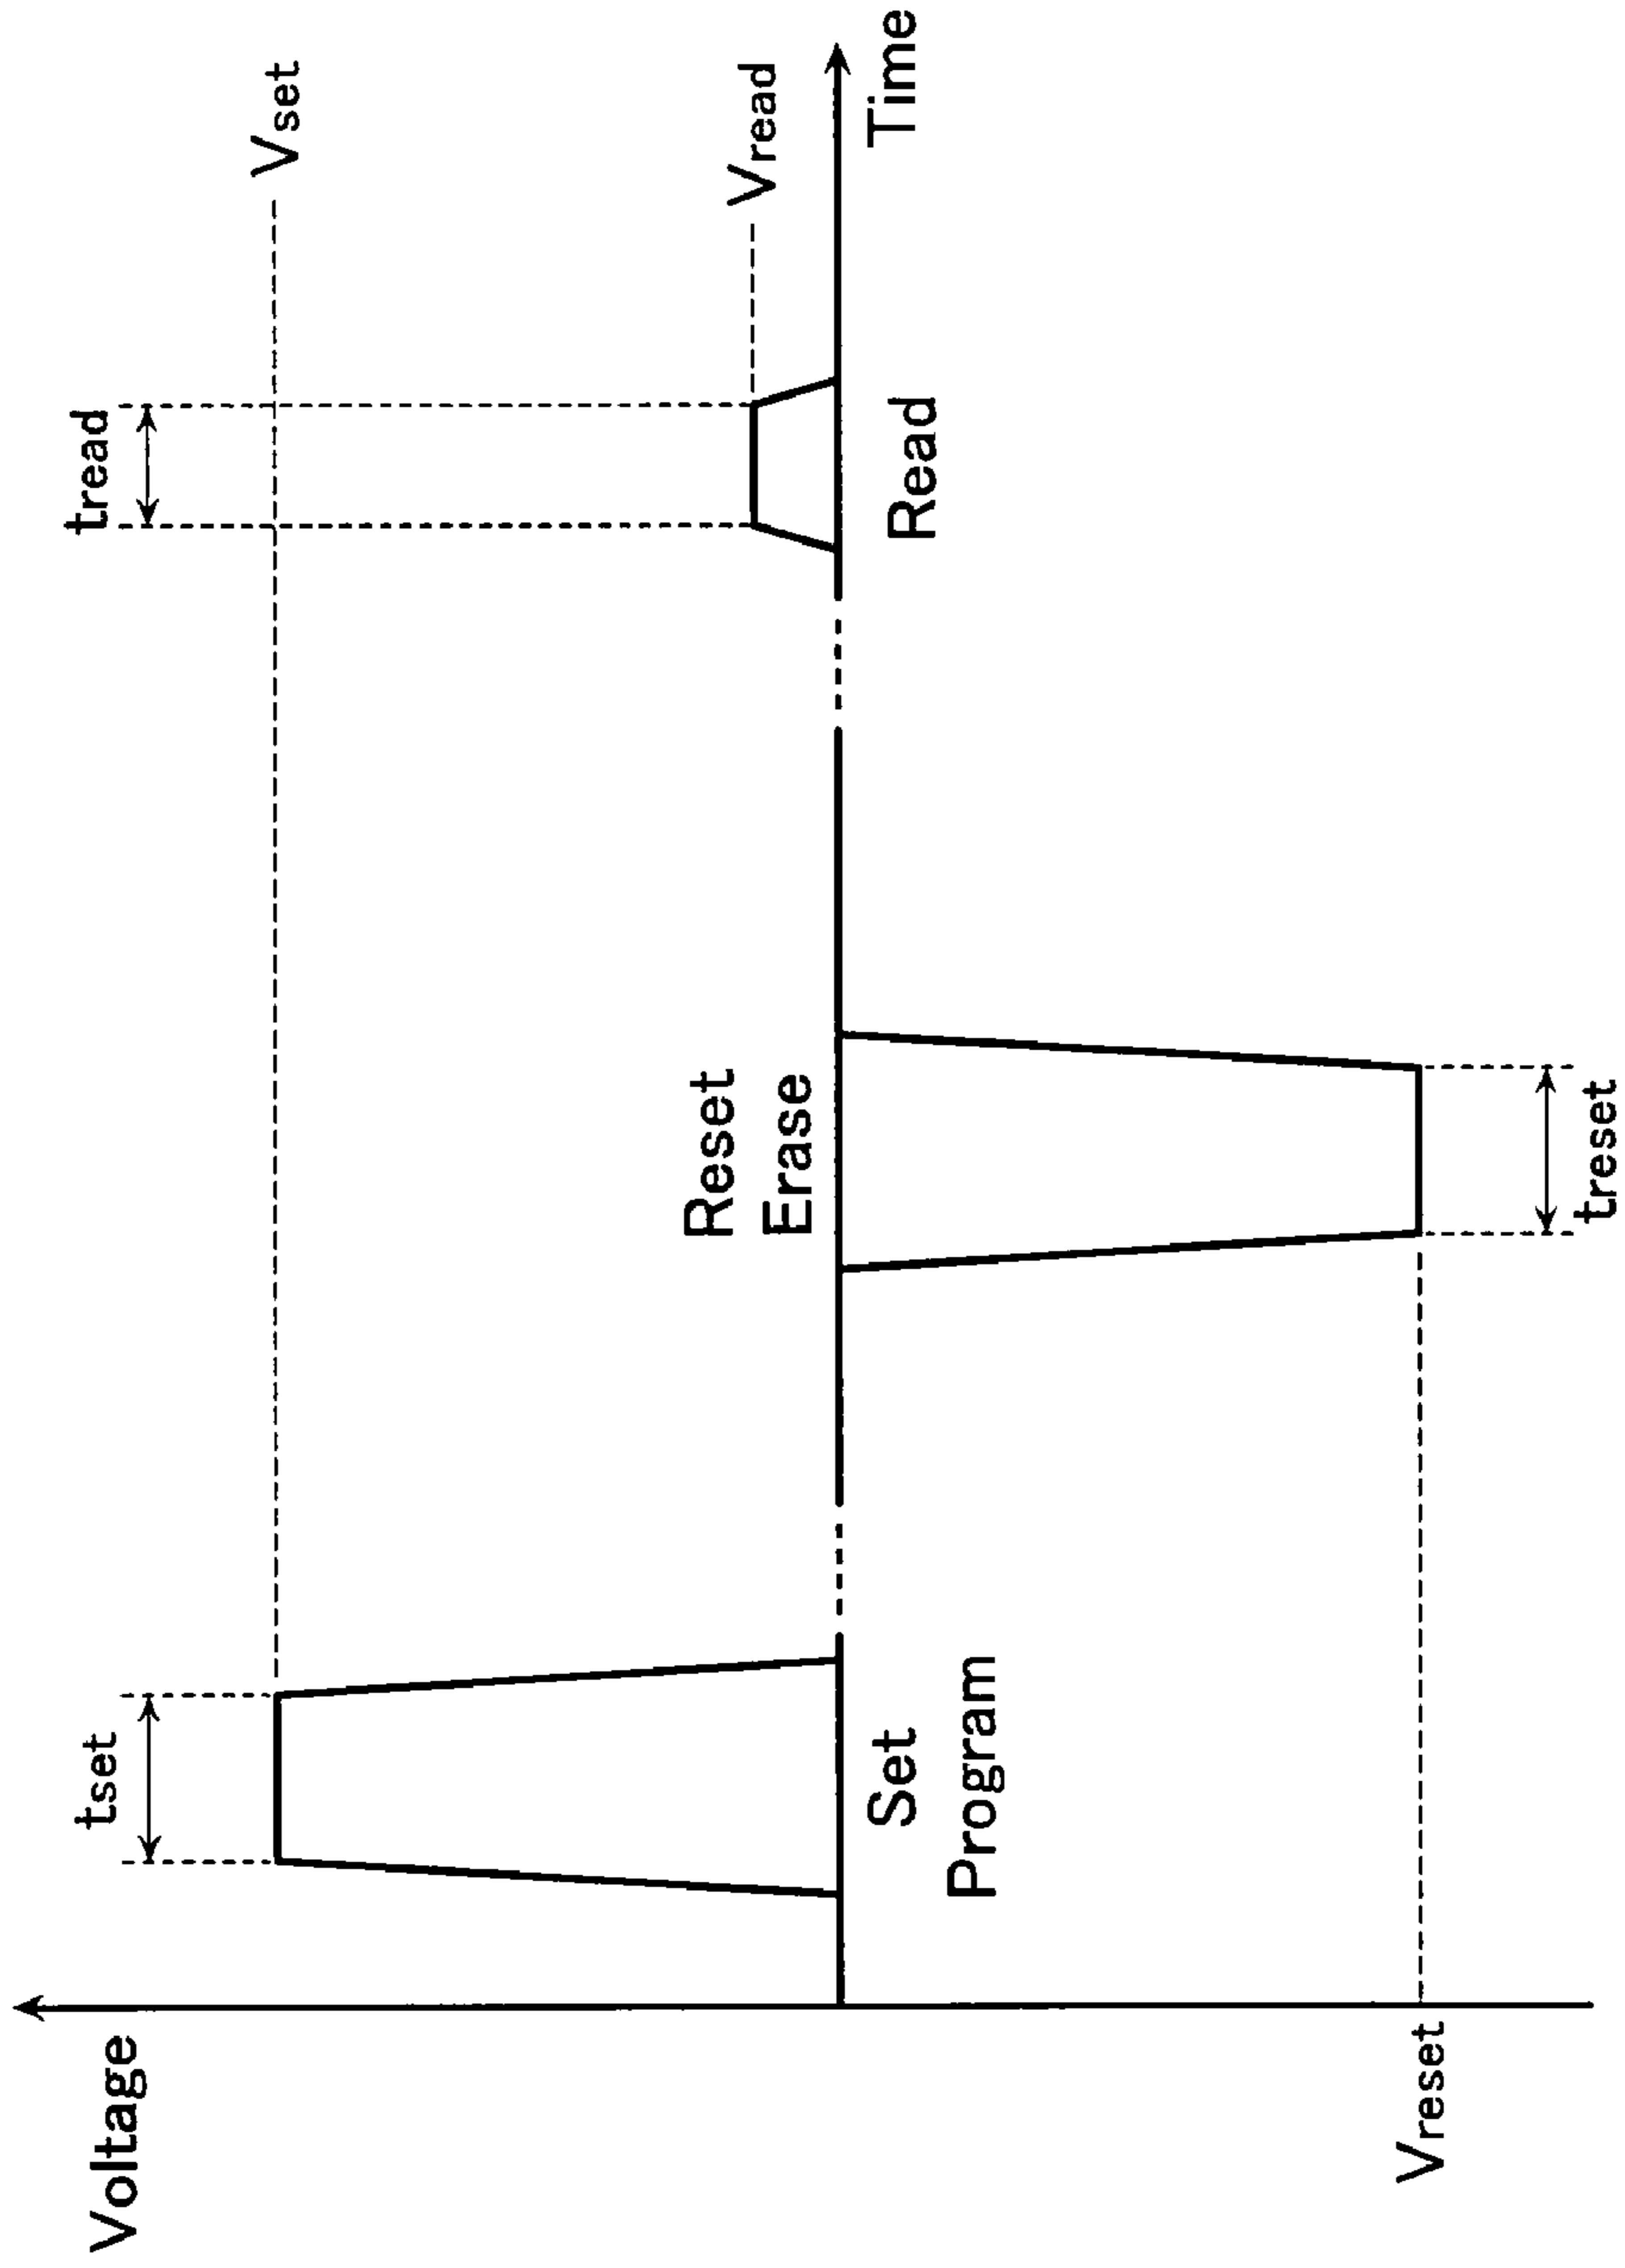 Voltage
tset
tread
Vset
Vread
Time
Set
Program
Reset
Erase
Read
Vreset
treset